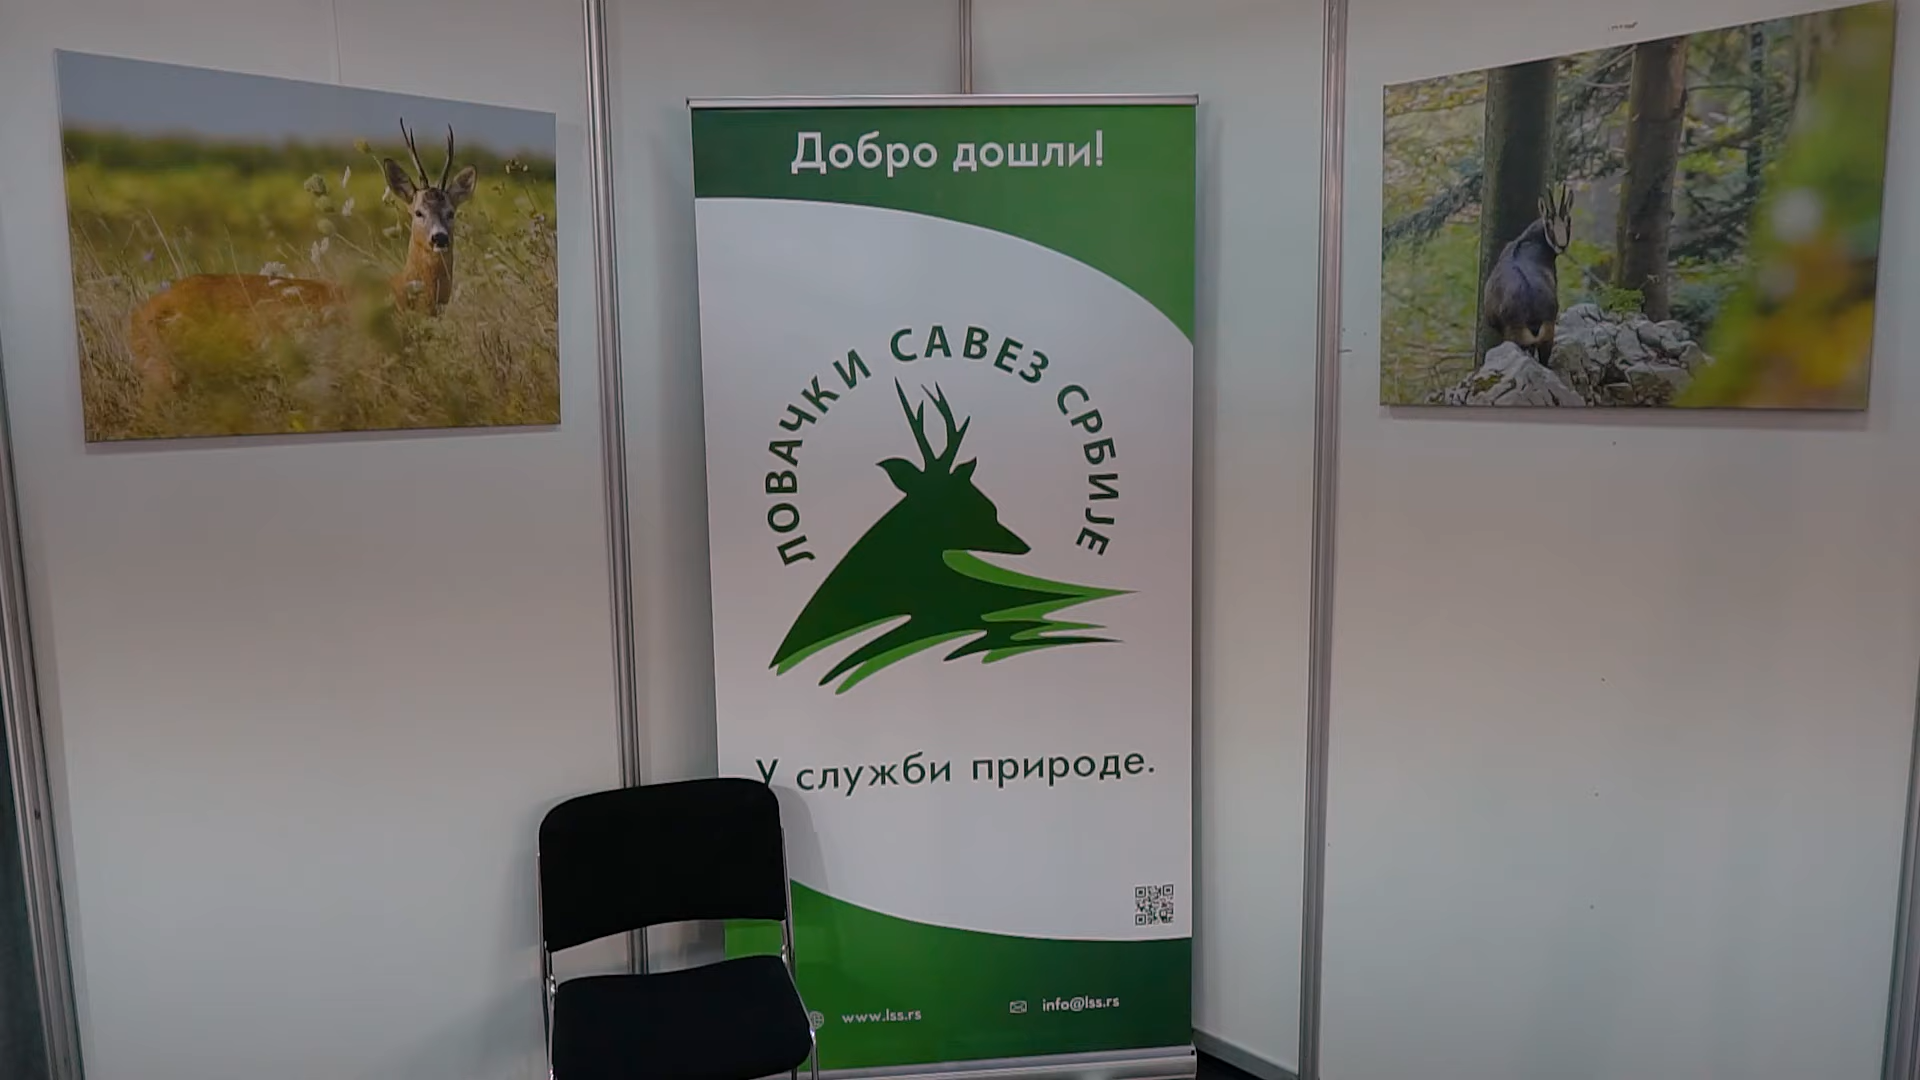 Добро дошли!
ЛОВАЧКИ САВЕЗ СРБИЈЕ
У служби природе.
www.lss.rs
info@lss.rs